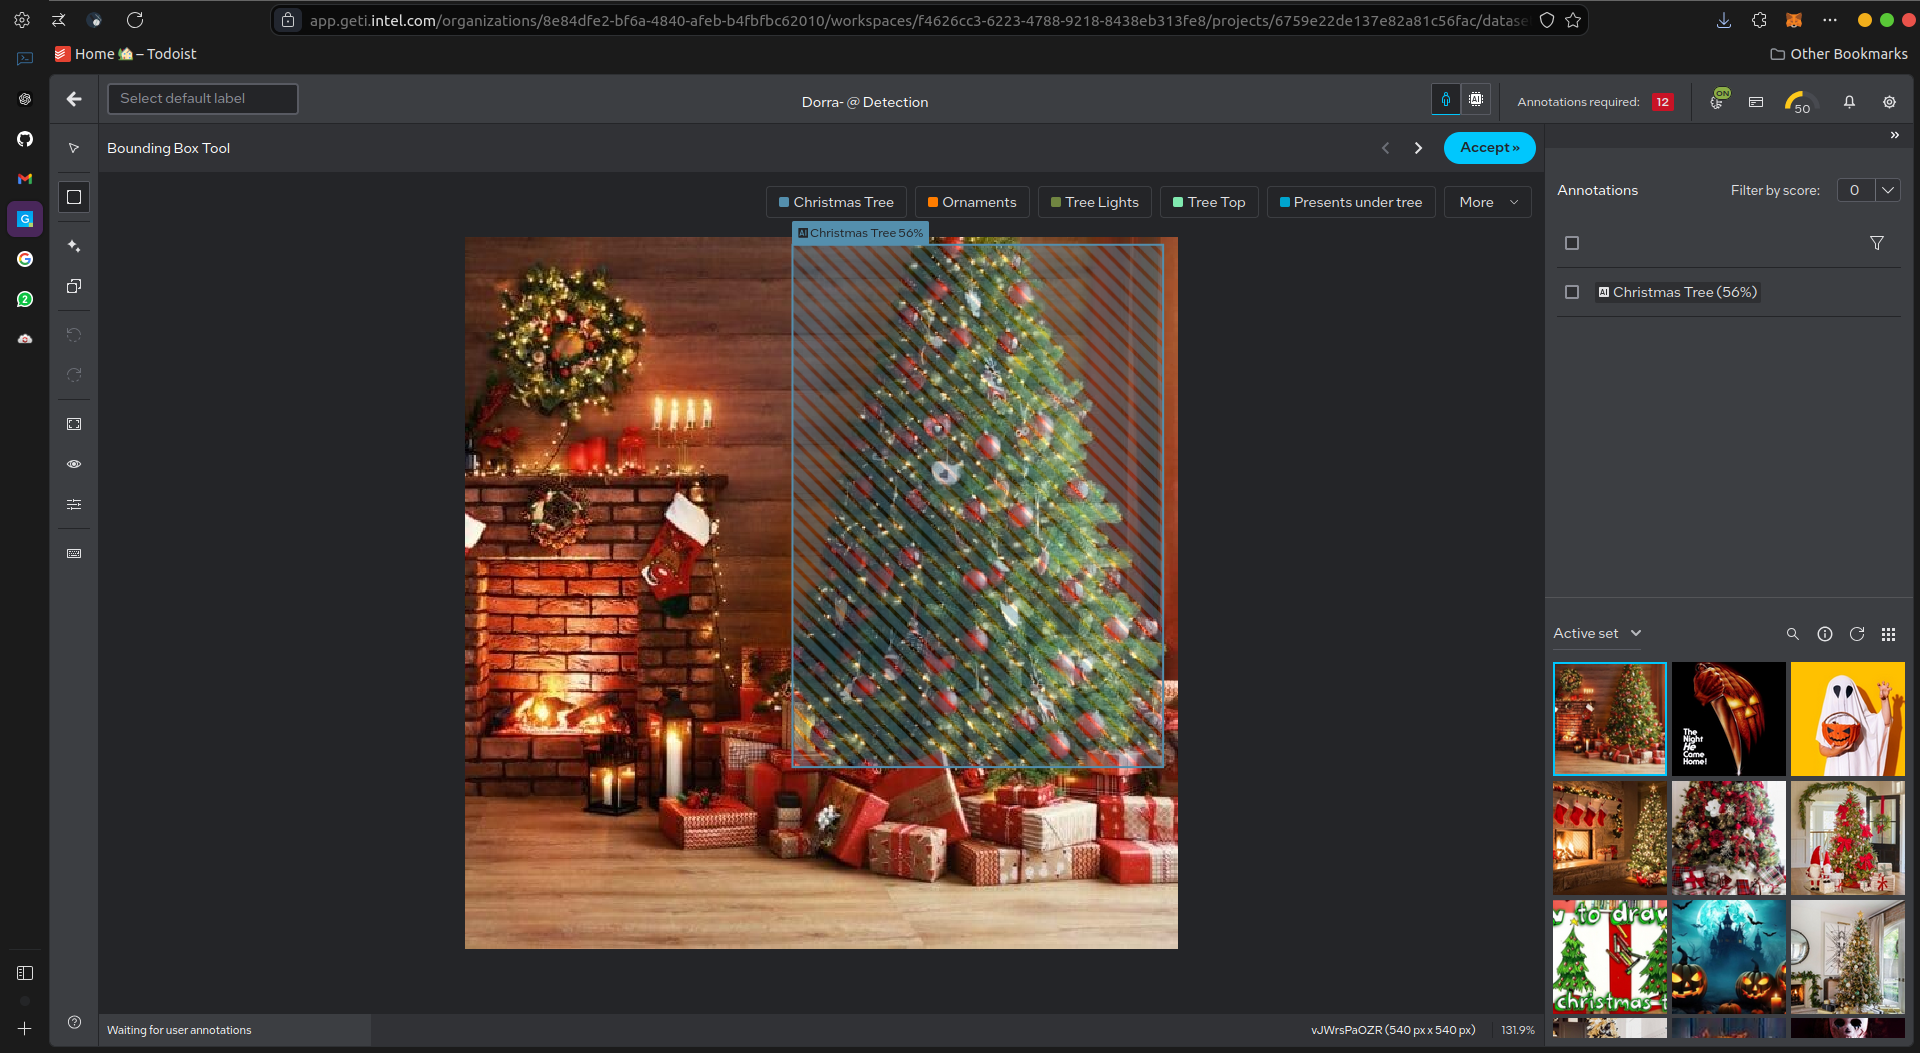 app.geti.intel.com/organizations/8e84dfe2-bf6a-4840-afeb-b4fbfbc62010/workspaces/f4626cc3-6223-4788-9218-8438eb313fe8/projects/6759e22de137e82a81c56fac/datase
Home – Todoist
Other Bookmarks
Select default label
Dorra- @ Detection
AI
Annotations required: 12
ON
50
Bounding Box Tool
Accept »
Christmas Tree
Ornaments
Tree Lights
Tree Top
Presents under tree
More
Annotations
Filter by score: 0
AI Christmas Tree 56%
AI Christmas Tree (56%)
G
2
Active set
The
Night
He
Came
Home!
w to draw
christmas-t
Waiting for user annotations
vJWrsPaOZR (540 px x 540 px)
131.9%